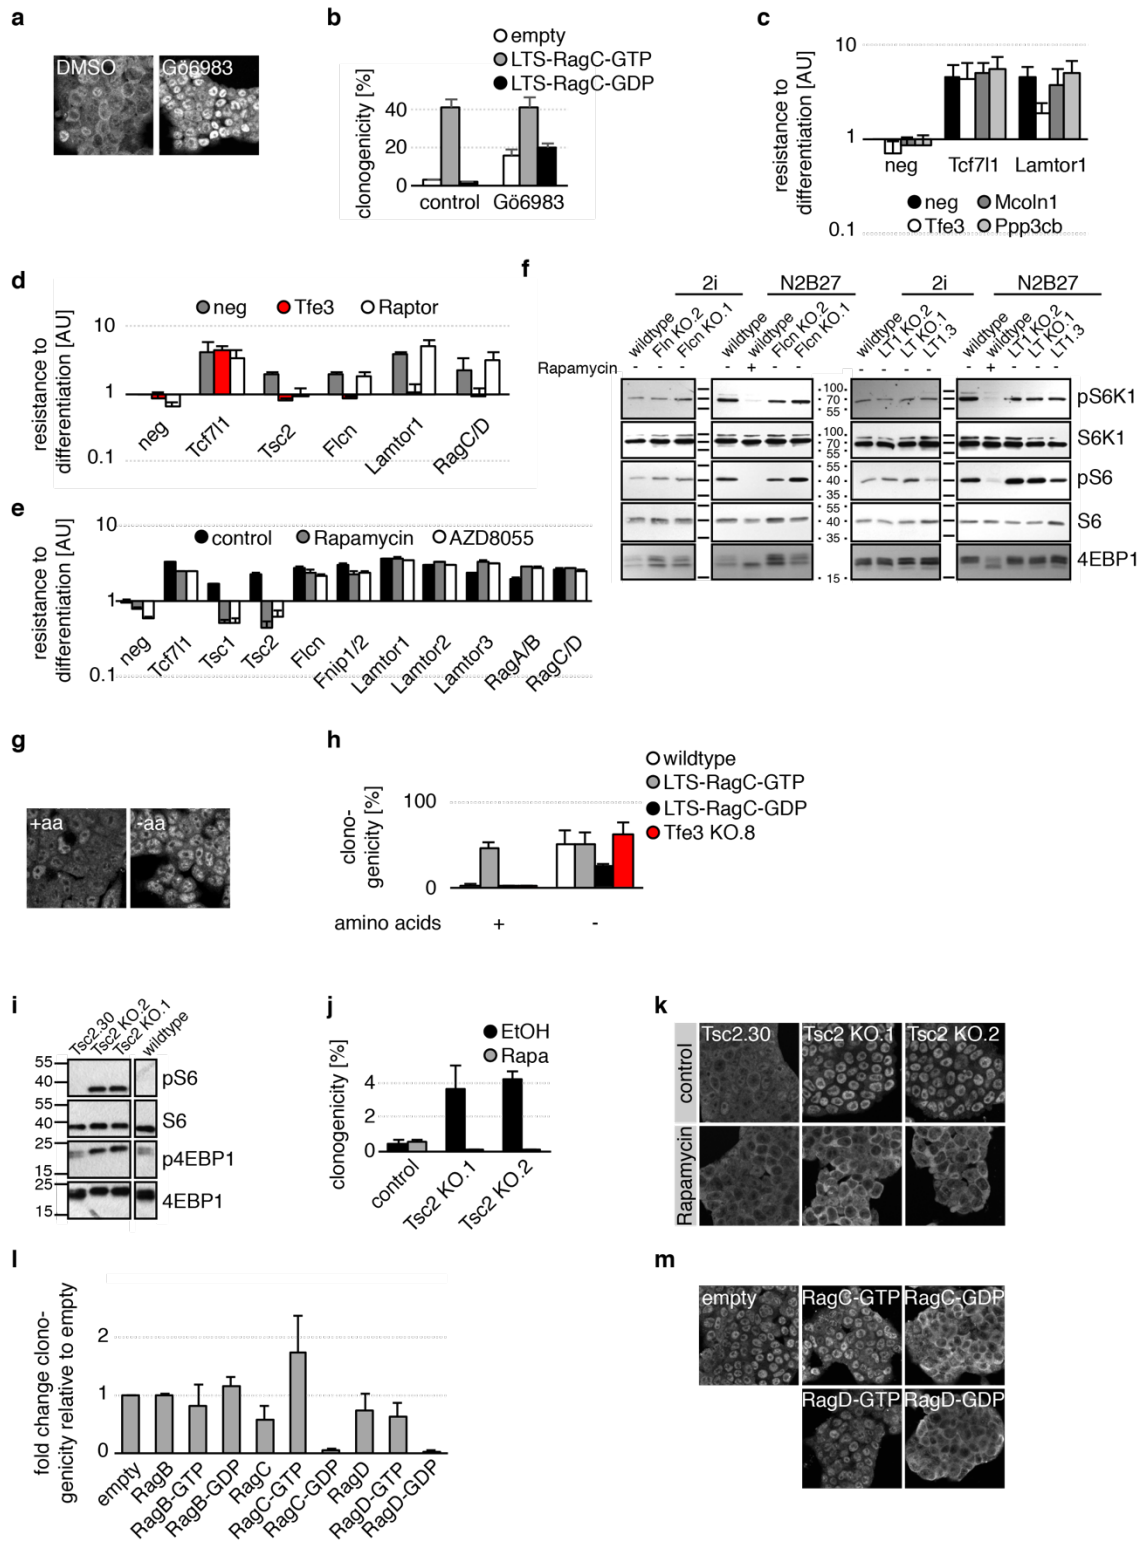 a
DMSO
Gö6983
b
empty
LTS-RagC-GTP
LTS-RagC-GDP
clonogenicity [%]
40
20
0
control
Gö6983
c
resistance to
differentiation [AU]
10
1
0.1
neg
Tcf7l1
Lamtor1
neg
Mcoln1
Tfe3
Ppp3cb
d
neg
Tfe3
Raptor
resistance to
differentiation [AU]
10
1
0.1
neg
Tcf7l1
Tsc2
Flcn
Lamtor1
RagC/D
e
control
Rapamycin
AZD8055
resistance to
differentiation [AU]
10
1
0.1
neg
Tcf7l1
Tsc1
Tsc2
Flcn
Fnip1/2
Lamtor1
Lamtor2
Lamtor3
RagA/B
RagC/D
f
2i
N2B27
2i
N2B27
wildtype
Fln KO.2
Flcn KO.1
wildtype
wildtype
Flcn KO.2
Flcn KO.1
wildtype
LT1 KO.2
LT KO.1
LT1.3
wildtype
wildtype
LT1 KO.2
LT KO.1
LT1.3
Rapamycin
- - - - + - - - - - - - + - - -
100
70
55
pS6K1
100
70
55
S6K1
55
40
35
pS6
55
40
35
S6
15
4EBP1
g
+aa
-aa
h
wildtype
LTS-RagC-GTP
LTS-RagC-GDP
Tfe3 KO.8
clono-
genicity [%]
100
0
amino acids
+
-
i
Tsc2.30
Tsc2 KO.2
Tsc2 KO.1
wildtype
55
40
pS6
55
40
S6
25
15
p4EBP1
25
15
4EBP1
j
EtOH
Rapa
clonogenicity [%]
4
2
0
control
Tsc2 KO.1
Tsc2 KO.2
k
control
Tsc2.30
Tsc2 KO.1
Tsc2 KO.2
Rapamycin
l
fold change clono-
genicity relative to empty
2
1
0
empty
RagB
RagB-GTP
RagB-GDP
RagC
RagC-GTP
RagC-GDP
RagD
RagD-GTP
RagD-GDP
m
empty
RagC-GTP
RagC-GDP
RagD-GTP
RagD-GDP